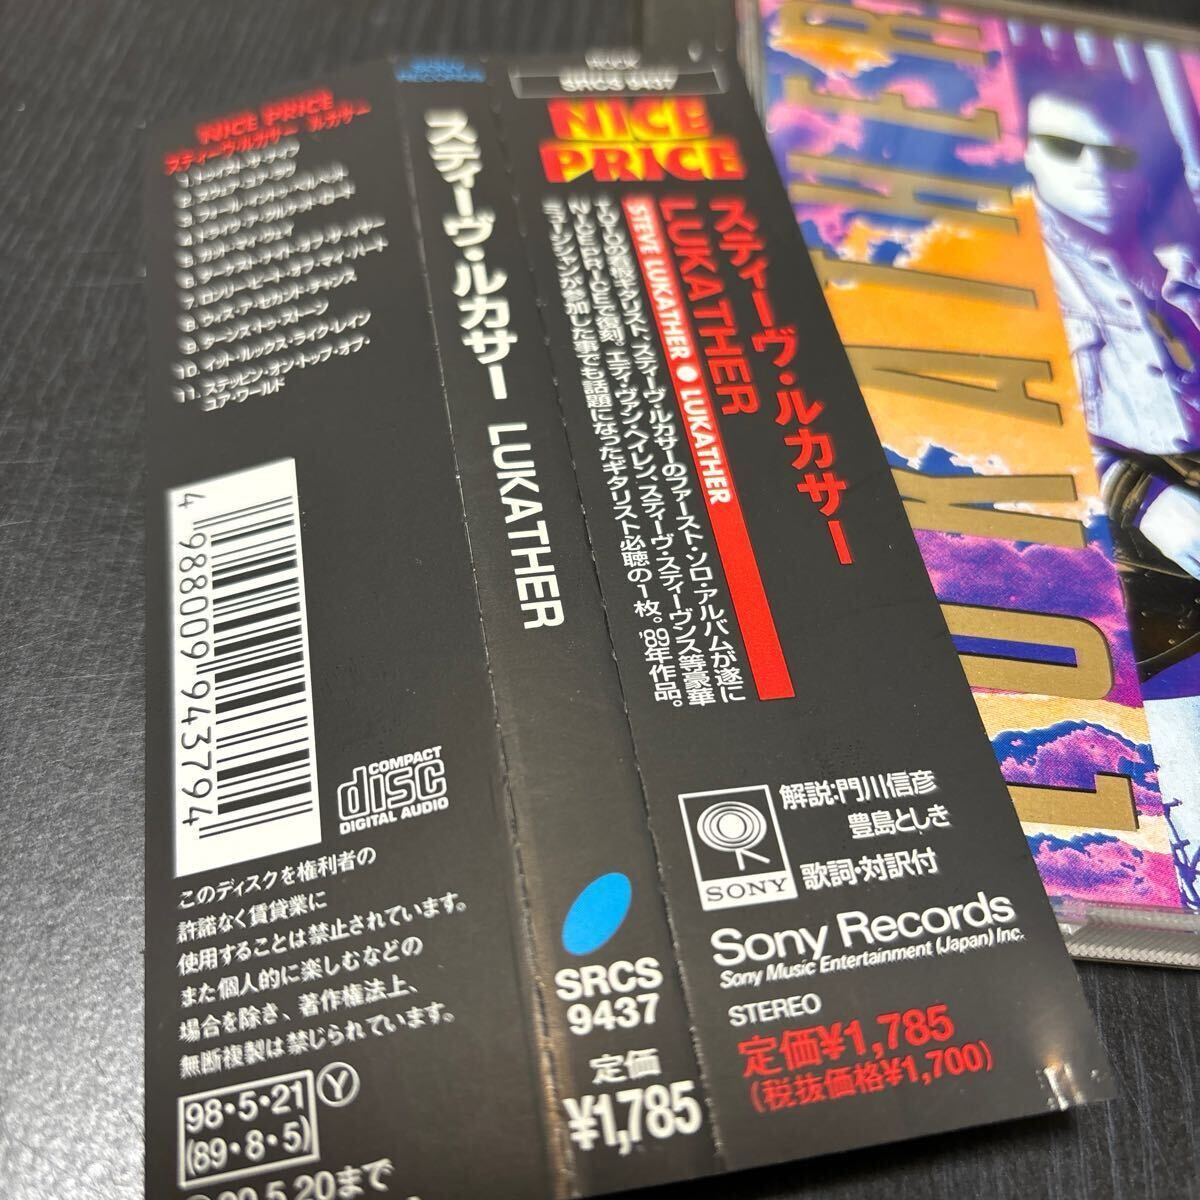 NICE PRICE
スティーヴ・ルカサー　ルカサー
1. トゥイスト・ザ・ナイフ
2. スウェア・ユア・ラヴ
3. フォール・イントゥ・ベルベット
4. ドライヴ・ア・クルケッド・ロード
5. ガット・マイ・ウェイ
6. ダーケスト・ナイト・オブ・ザ・イヤー
7. ロンリー・ビート・オブ・マイ・ハート
8. ウィズ・ア・セカンド・チャンス
9. ターンズ・トゥ・ストーン
10. イット・ルックス・ライク・レイン
11. ステッピン・オン・トップ・オブ・
ユア・ワールド
4 988009 943794
COMPACT
disc
DIGITAL AUDIO
このディスクを権利者の
許諾なく賃貸業に
使用することは禁止されています。
また個人的に楽しむなどの
場合を除き、著作権法上、
無断複製は禁じられています。
98・5・21
(89・8・5)
Y
5.20まで
SONY
RECORDS
スティーヴ・ルカサー LUKATHER
SRCS
9437
定価
¥1,785
SRCS 9437
NICE
PRICE
スティーヴ・ルカサー
LUKATHER
STEVE LUKATHER ● LUKATHER
TOTOの看板ギタリスト、スティーヴ・ルカサーのファースト・ソロ・アルバムが遂に
NICE PRICEで復刻。エディ・ヴァン・ヘイレン、スティーヴ・スティーヴンス等豪華
ミュージシャンが参加した事でも話題になったギタリスト必聴の1枚。'89年作品。
SONY
解説:門川信彦
豊島としき
歌詞・対訳付
Sony Records
Sony Music Entertainment (Japan) Inc.
STEREO
定価¥1,785
(税抜価格¥1,700)
LUKATHER